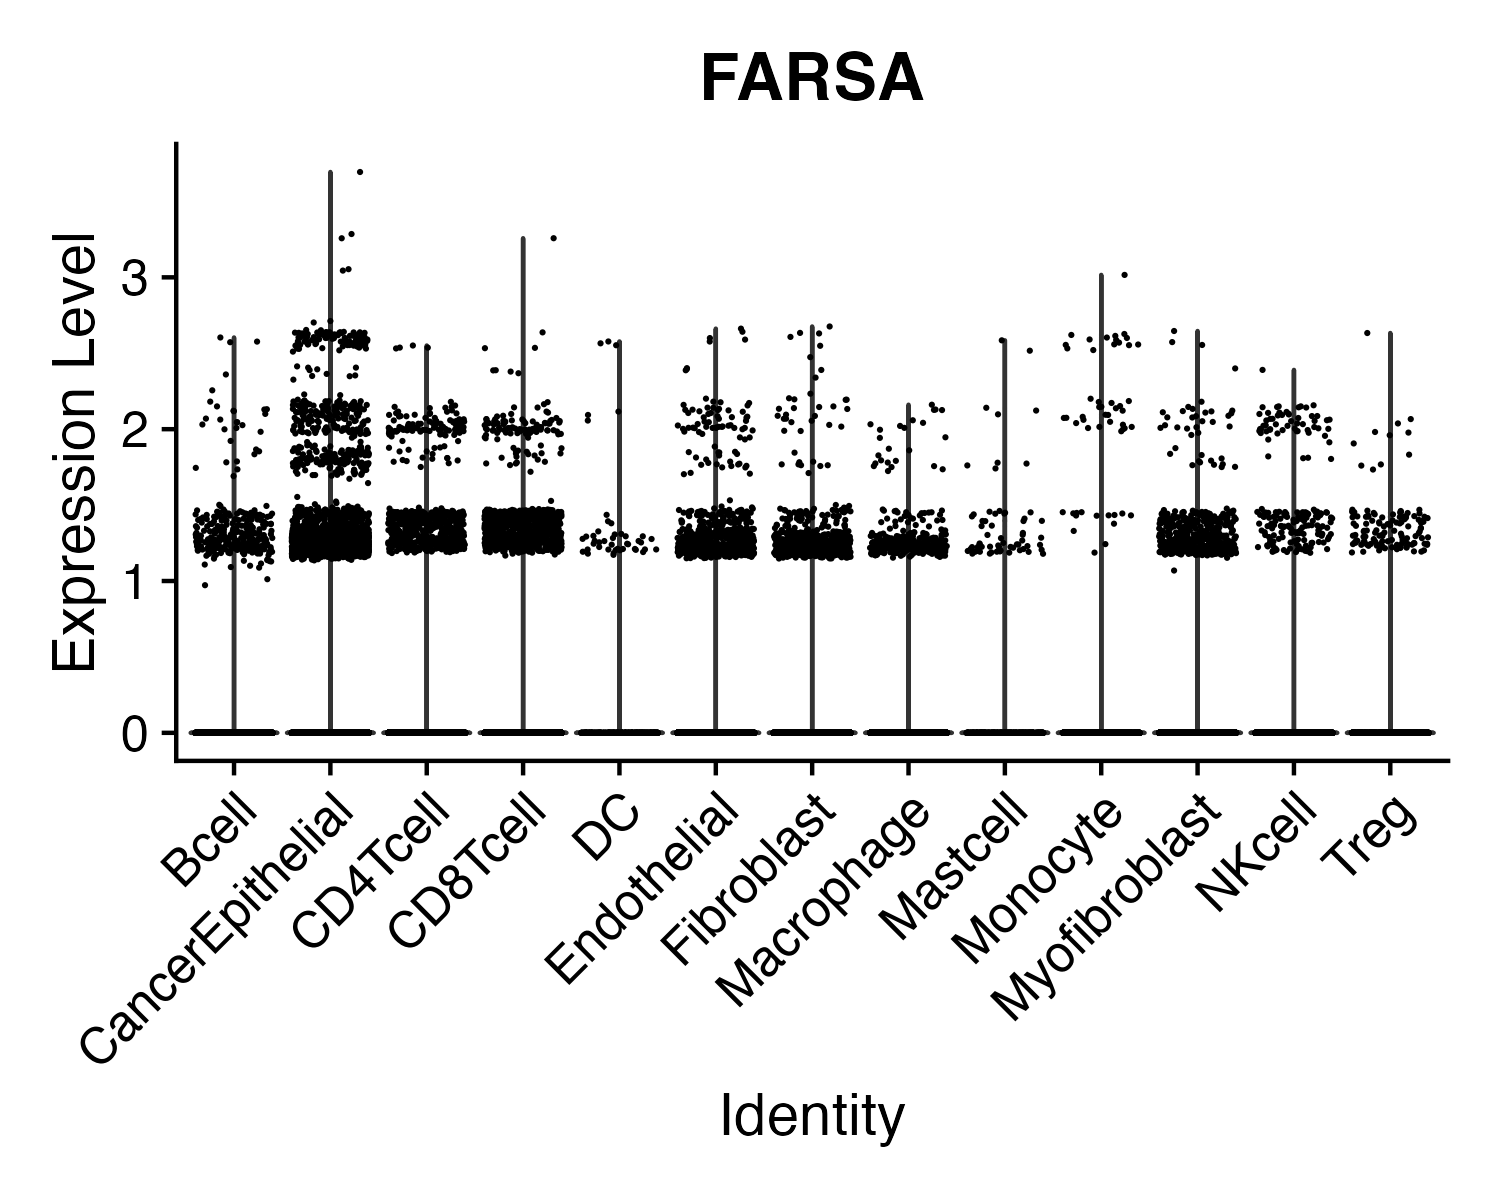 FARSA
Expression Level
3
2
1
0
Bcell
CancerEpithelial
CD4Tcell
CD8Tcell
DC
Endothelial
Fibroblast
Macrophage
Mastcell
Monocyte
Myofibroblast
NKcell
Treg
Identity